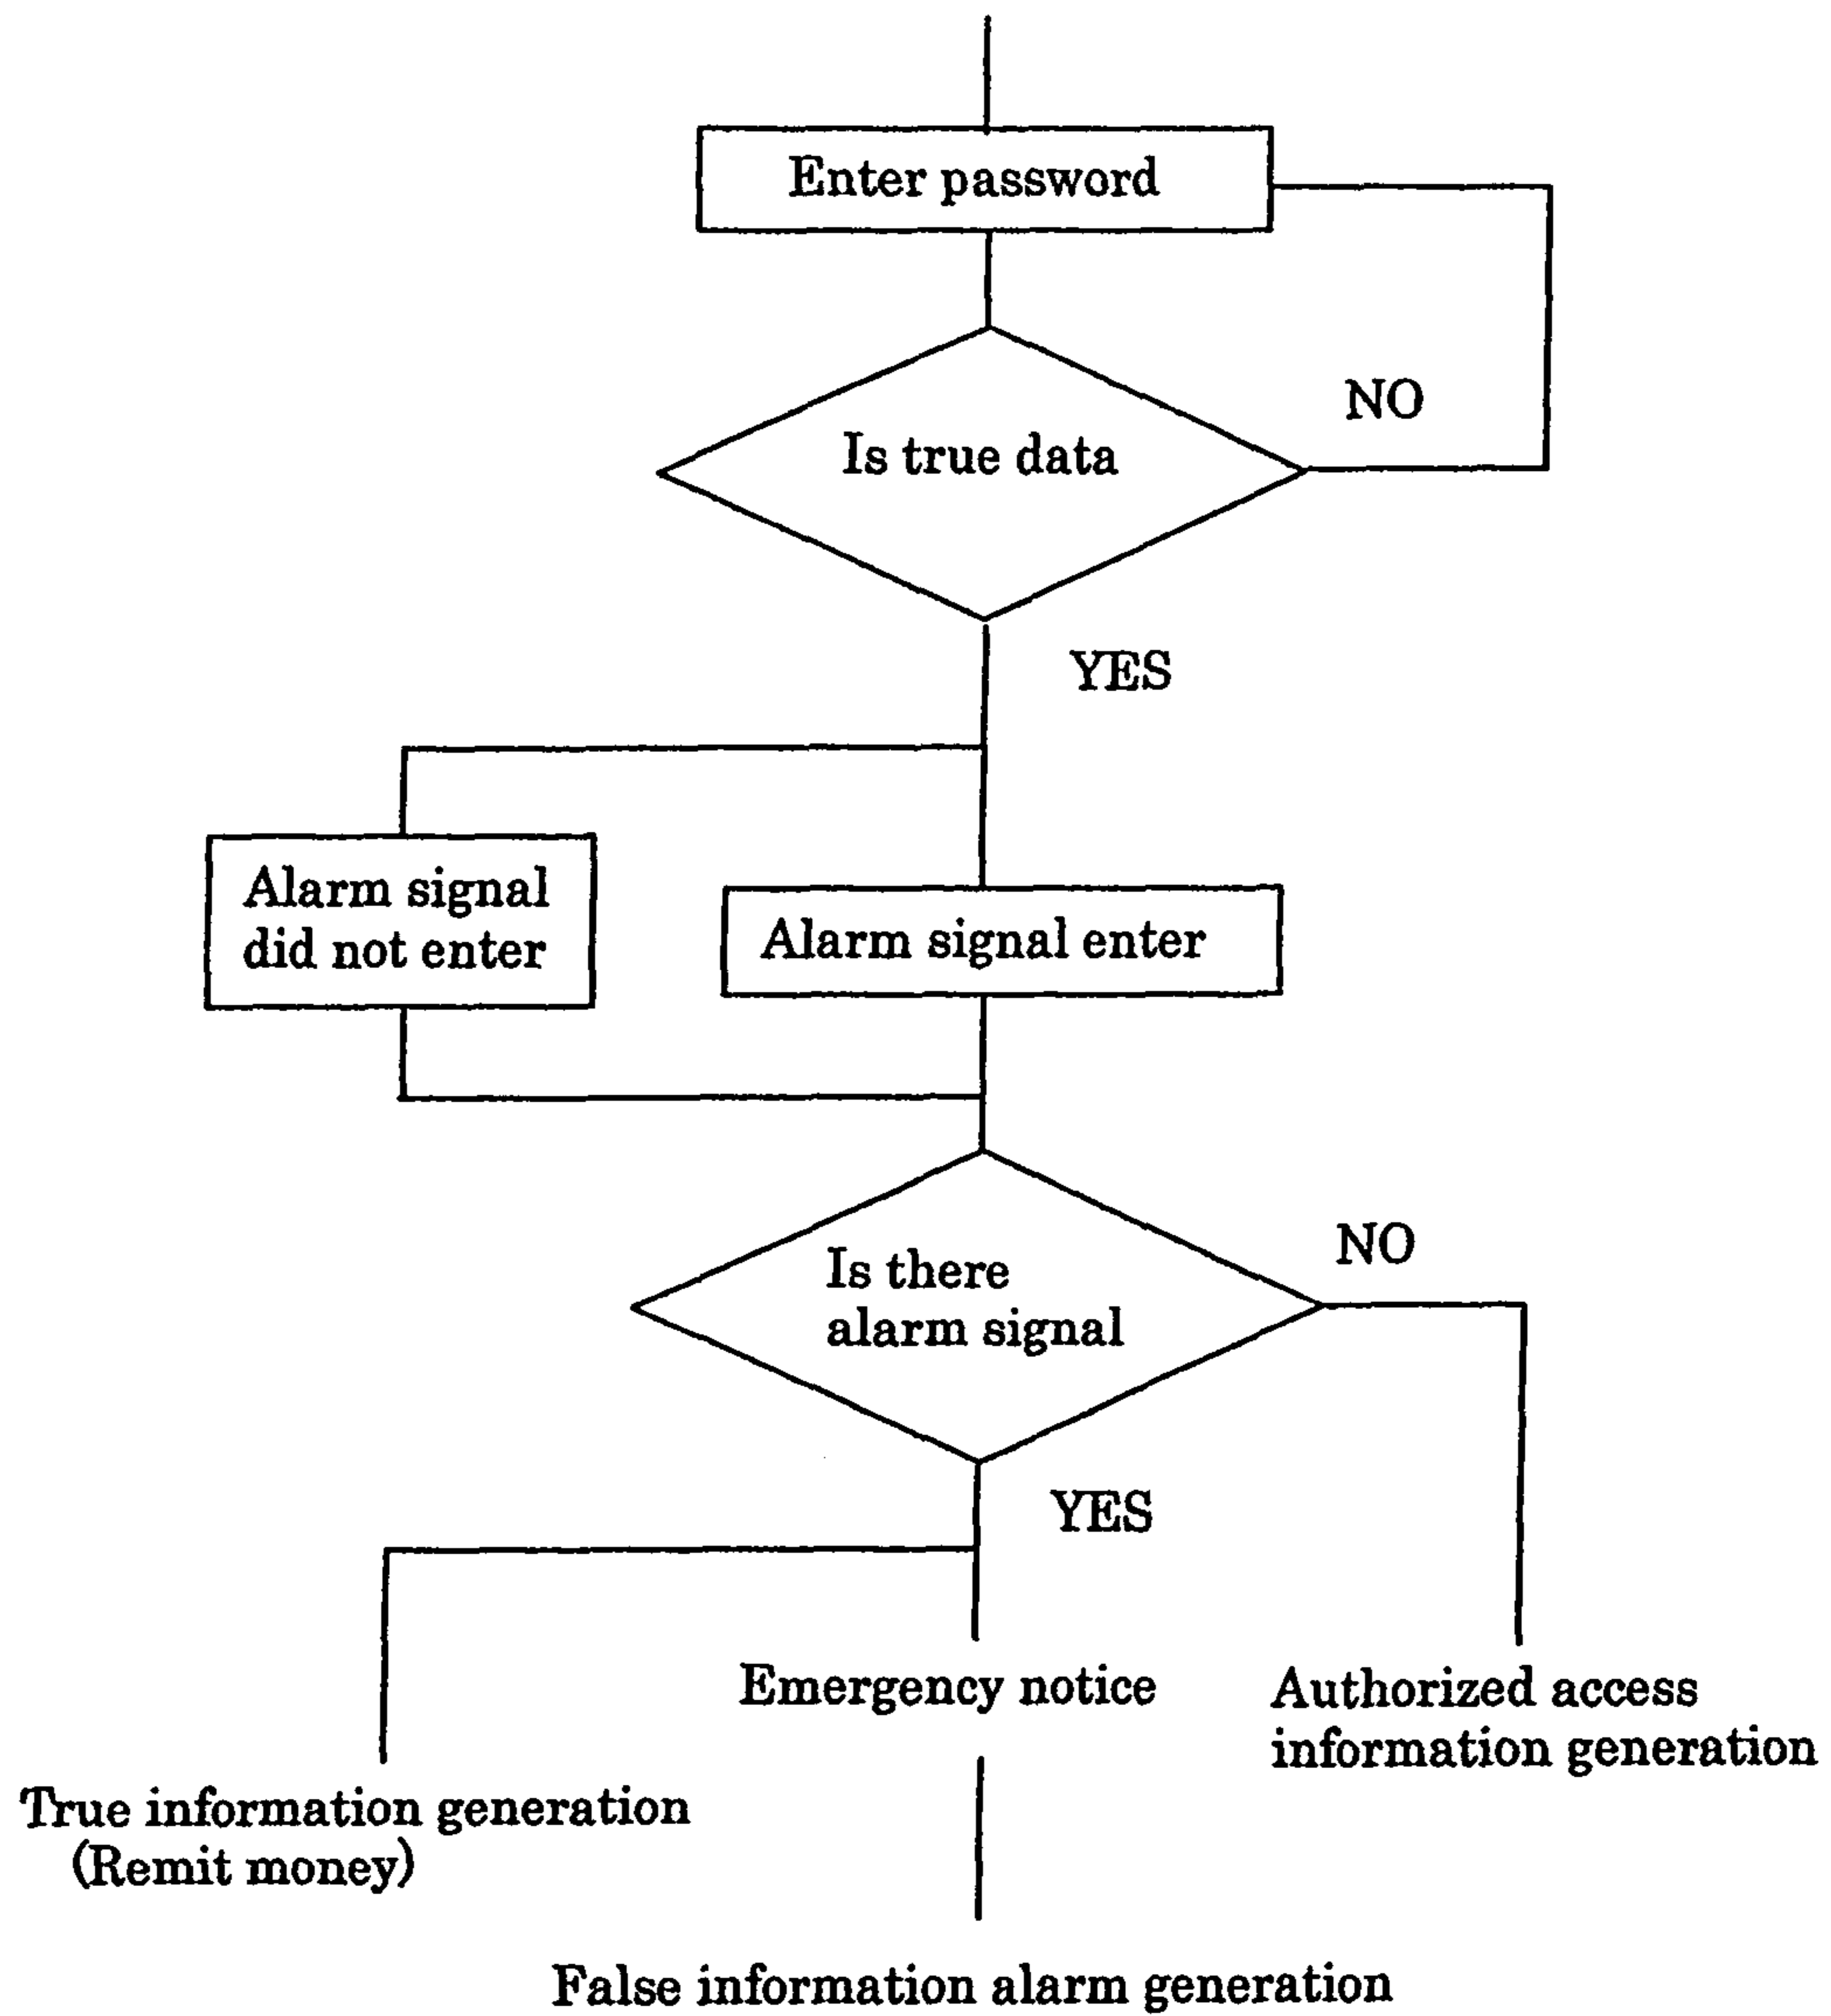 Enter password
Is true data
NO
YES
Alarm signal
did not enter
Alarm signal enter
Is there
alarm signal
NO
YES
Emergency notice
Authorized access
information generation
True information generation
(Remit money)
False information alarm generation